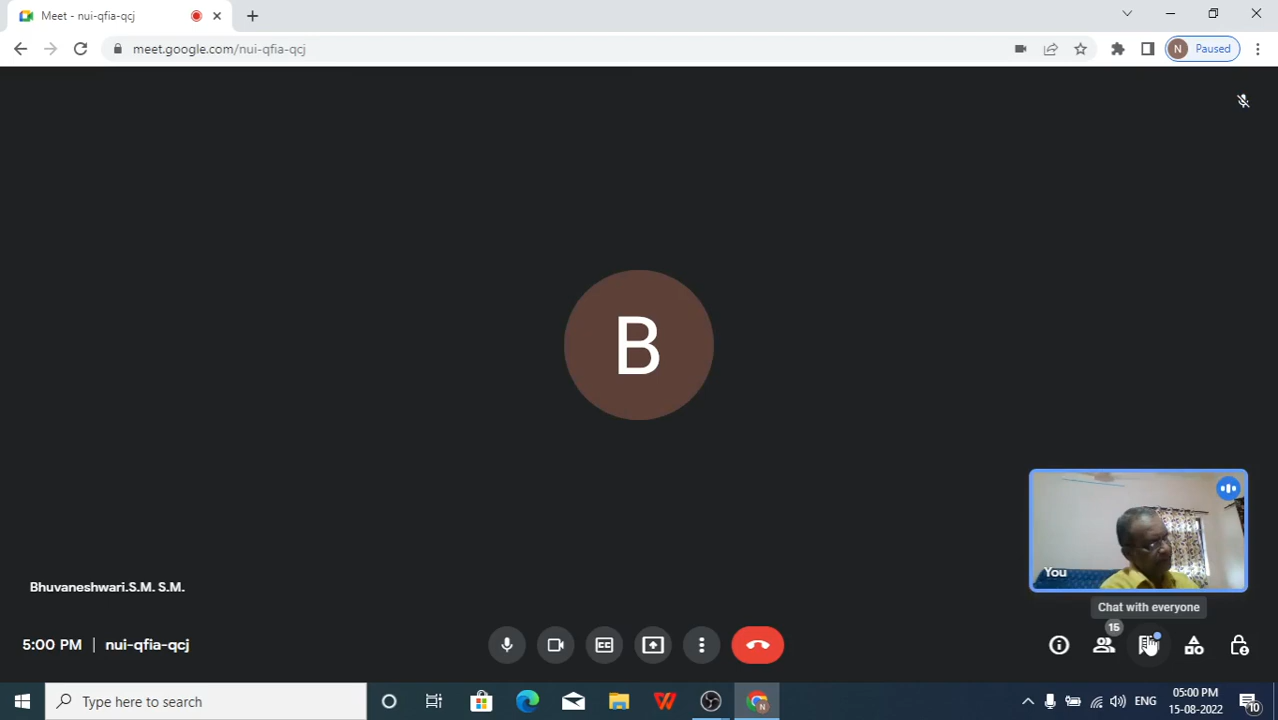 Meet - nui-qfia-qcj
meet.google.com/nui-qfia-qcj
N Paused
B
You
Bhuvaneshwari.S.M. S.M.
Chat with everyone
15
5:00 PM | nui-qfia-qcj
CC
Type here to search
N
ENG
05:00 PM
15-08-2022
10